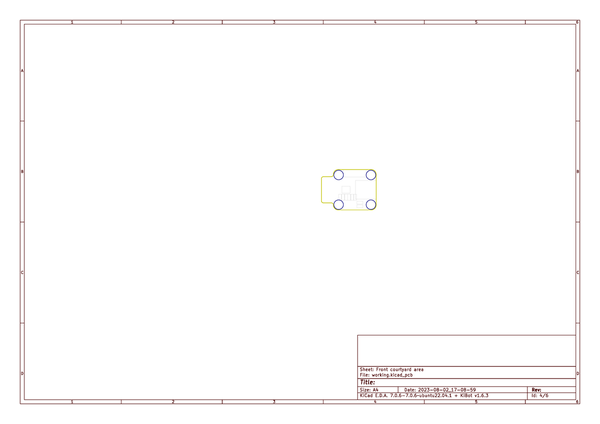 1 2 3 4 5 6
A A
B B
C C
Sheet: Front courtyard area
File: working.kicad_pcb
D D
Title:
Size: A4 Date: 2023-08-02_17-08-59 Rev:
KiCad E.D.A. 7.0.6-7.0.6~ubuntu22.04.1 + KiBot v1.6.3 Id: 4/6
1 2 3 4 5 6